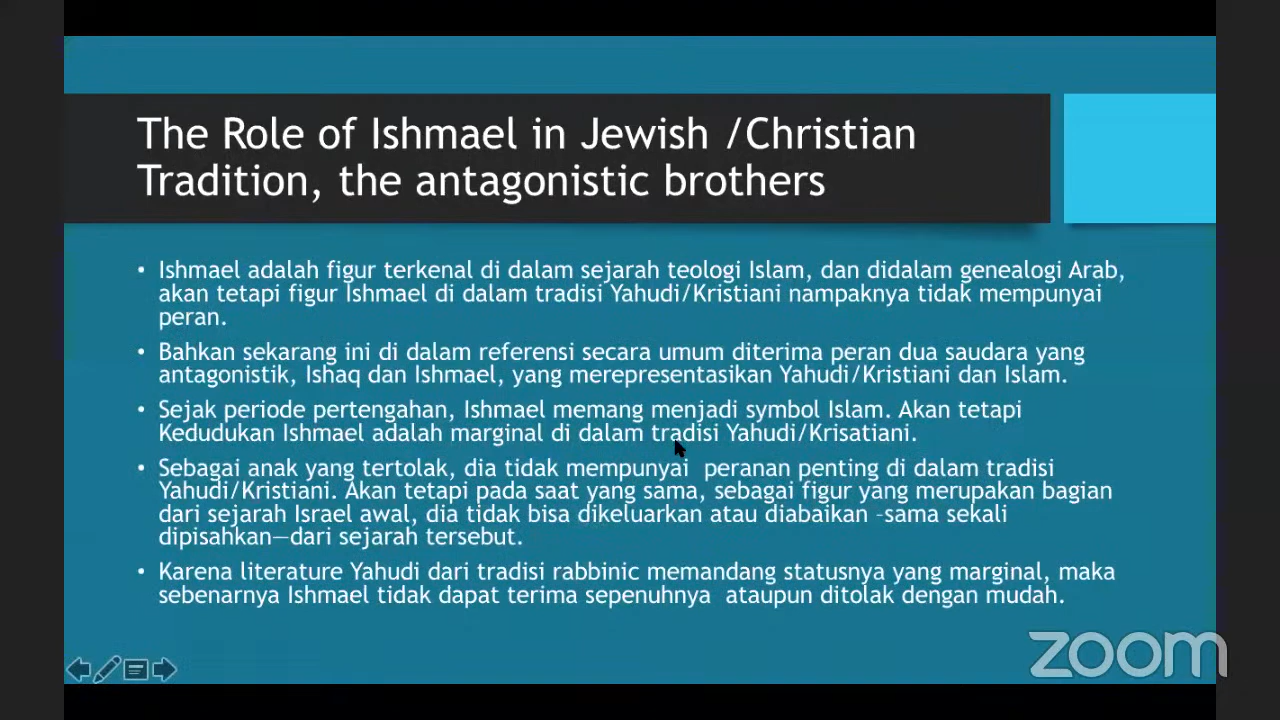 The Role of Ishmael in Jewish /Christian
Tradition, the antagonistic brothers
• Ishmael adalah figur terkenal di dalam sejarah teologi Islam, dan didalam genealogi Arab,
akan tetapi figur Ishmael di dalam tradisi Yahudi/Kristiani nampaknya tidak mempunyai
peran.
• Bahkan sekarang ini di dalam referensi secara umum diterima peran dua saudara yang
antagonistik, Ishaq dan Ishmael, yang merepresentasikan Yahudi/Kristiani dan Islam.
• Sejak periode pertengahan, Ishmael memang menjadi symbol Islam. Akan tetapi
Kedudukan Ishmael adalah marginal di dalam tradisi Yahudi/Krisatiani.
• Sebagai anak yang tertolak, dia tidak mempunyai  peranan penting di dalam tradisi
Yahudi/Kristiani. Akan tetapi pada saat yang sama, sebagai figur yang merupakan bagian
dari sejarah Israel awal, dia tidak bisa dikeluarkan atau diabaikan –sama sekali
dipisahkan—dari sejarah tersebut.
• Karena literature Yahudi dari tradisi rabbinic memandang statusnya yang marginal, maka
sebenarnya Ishmael tidak dapat terima sepenuhnya  ataupun ditolak dengan mudah.
zoom